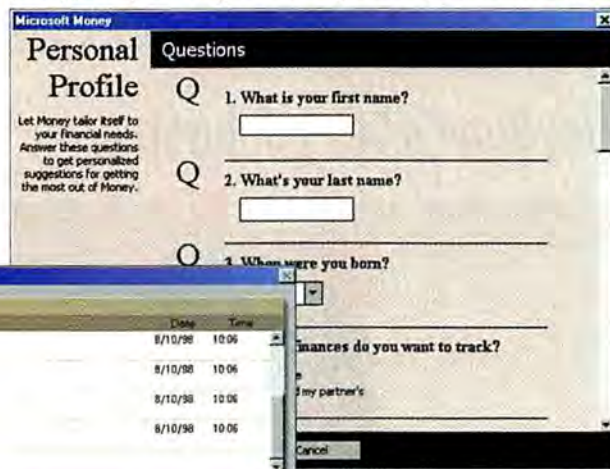 Microsoft Money
Personal
Profile
Let Money tailor itself to
your financial needs.
Answer these questions
to get personalized
suggestions for getting
the most out of Money.
Questions
Q 1. What is your first name?
Q 2. What's your last name?
Q 3. When were you born?
finances do you want to track?
my partner's
Cancel
Date Time
8/10/98 10:06
8/10/98 10:06
8/10/98 10:06
8/10/98 10:06